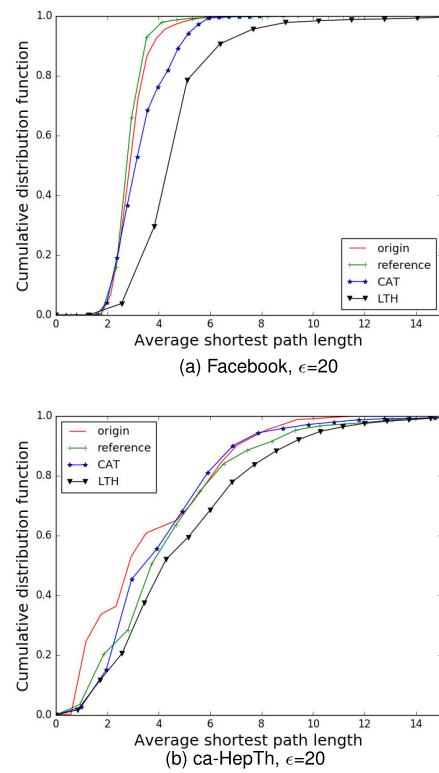 1.0
0.8
0.6
0.4
0.2
0.0
Cumulative distribution function
origin
reference
CAT
LTH
0 2 4 6 8 10 12 14
Average shortest path length
(a) Facebook, ϵ=20
1.0
0.8
0.6
0.4
0.2
0.0
Cumulative distribution function
origin
reference
CAT
LTH
0 2 4 6 8 10 12 14
Average shortest path length
(b) ca-HepTh, ϵ=20